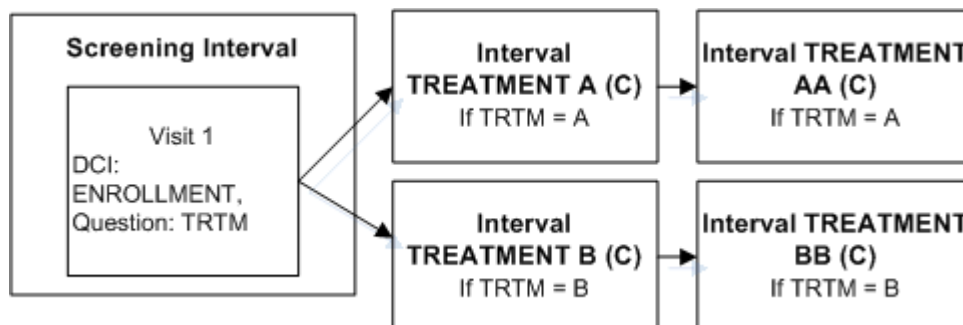 Screening Interval
Visit 1
DCI:
ENROLLMENT,
Question: TRTM
Interval
TREATMENT A (C)
If TRTM = A
Interval TREATMENT
AA (C)
If TRTM = A
Interval
TREATMENT B (C)
If TRTM = B
Interval TREATMENT
BB (C)
If TRTM = B